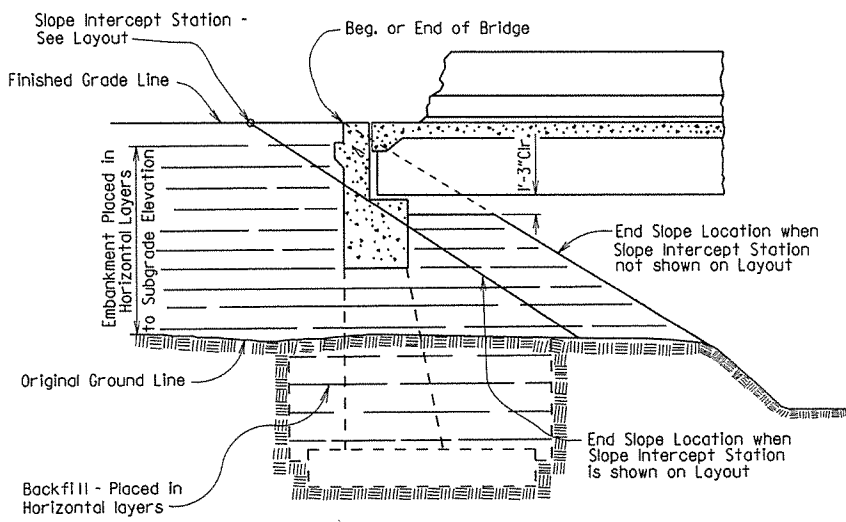 Slope Intercept Station -
See Layout
Beg. or End of Bridge
Finished Grade Line
1'-3"Clr.
Embankment Placed in
Horizontal Layers
to Subgrade Elevation
End Slope Location when
Slope Intercept Station
not shown on Layout
Original Ground Line
End Slope Location when
Slope Intercept Station
is shown on Layout
Backfill - Placed in
Horizontal layers